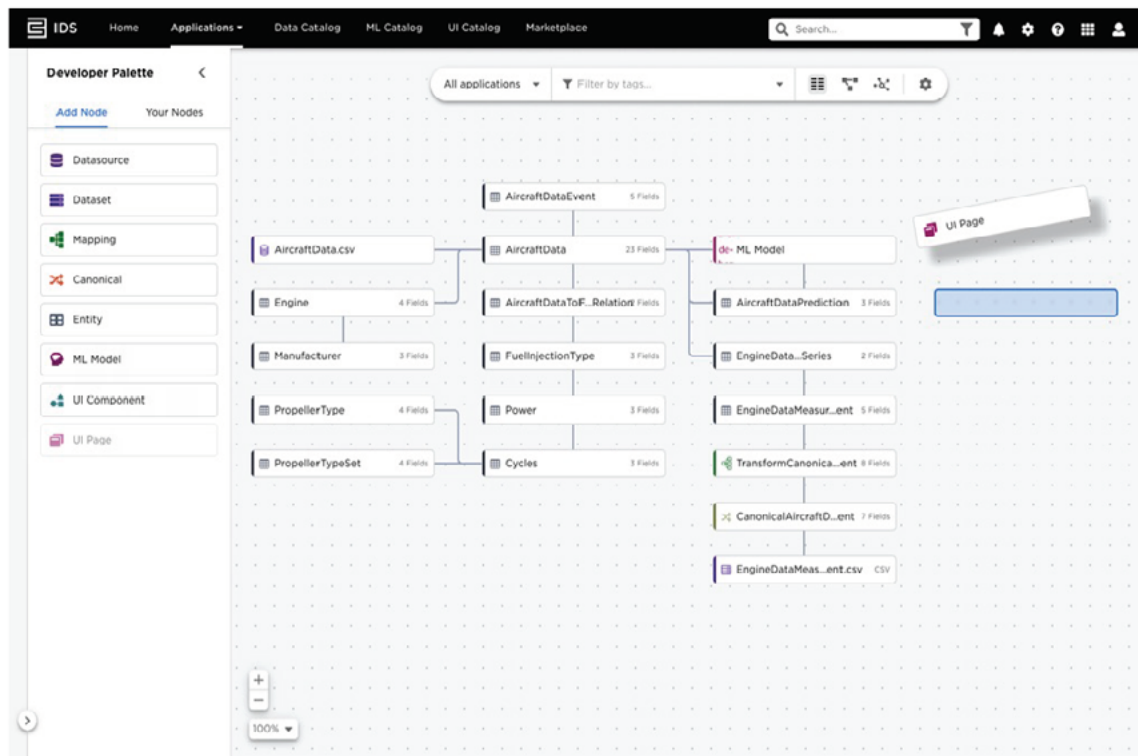 IDS Home Applications Data Catalog ML Catalog UI Catalog Marketplace Search...
Developer Palette
Add Node Your Nodes
Datasource
Dataset
Mapping
Canonical
Entity
ML Model
UI Component
UI Page
All applications Filter by tags...
AircraftData.csv
Engine 4 Fields
Manufacturer 3 Fields
PropellerType 4 Fields
PropellerTypeSet 4 Fields
AircraftDataEvent 5 Fields
AircraftData 23 Fields
AircraftDataToF...Relation Fields
FuelInjectionType 3 Fields
Power 3 Fields
Cycles 3 Fields
de- ML Model
AircraftDataPrediction 3 Fields
EngineData...Series 2 Fields
EngineDataMeasur...ent 5 Fields
TransformCanonica...ent 8 Fields
CanonicalAircraftD...ent 7 Fields
EngineDataMeas...ent.csv CSV
UI Page
100%